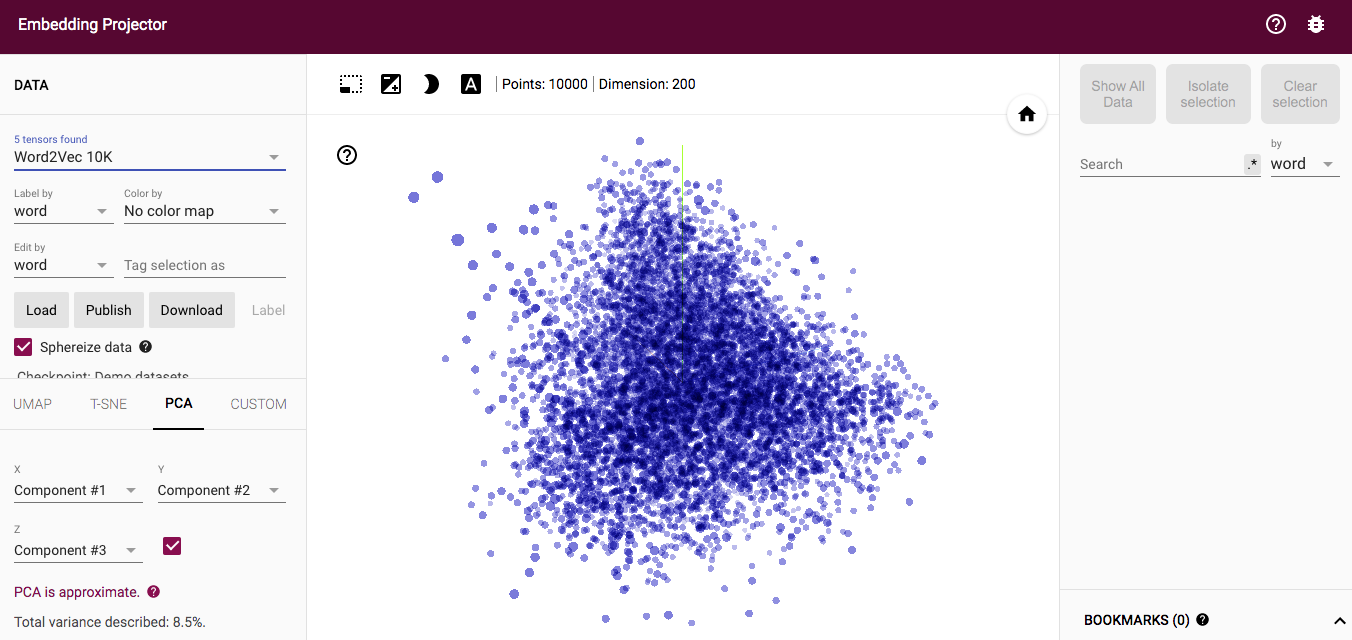 Embedding Projector
DATA
5 tensors found
Word2Vec 10K
Label by
Color by
word
No color map
Edit by
word
Tag selection as
Load
Publish
Download
Label
Sphereize data
Checkpoint: Demo datasets
UMAP
T-SNE
PCA
CUSTOM
X
Y
Component #1
Component #2
Z
Component #3
PCA is approximate.
Total variance described: 8.5%.
A
Points: 10000
Dimension: 200
Show All
Data
Isolate
selection
Clear
selection
by
Search
.*
word
BOOKMARKS (0)